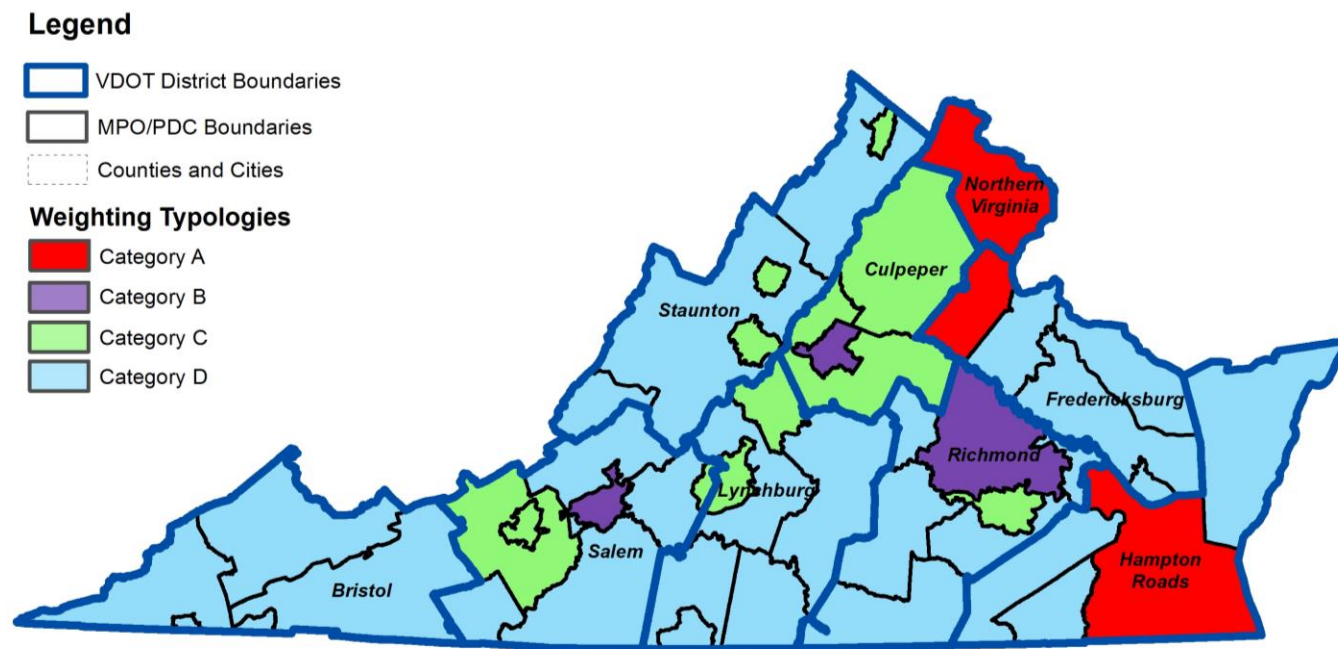 Legend
VDOT District Boundaries
MPO/PDC Boundaries
Counties and Cities
Weighting Typologies
Category A
Category B
Category C
Category D
Northern
Virginia
Culpeper
Staunton
Fredericksburg
Richmond
Lynchburg
Salem
Hampton
Roads
Bristol